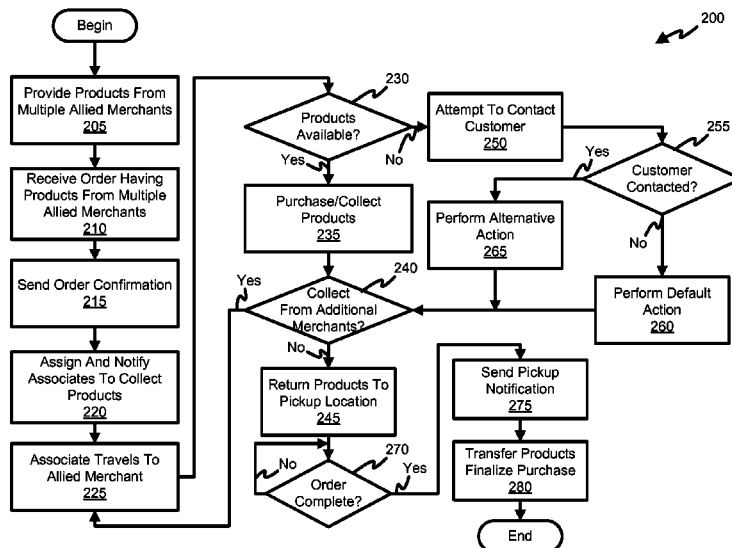 Begin
200
Provide Products From
Multiple Allied Merchants
205
Receive Order Having
Products From Multiple
Allied Merchants
210
Send Order Confirmation
215
Assign And Notify
Associates To Collect
Products
220
Associate Travels To
Allied Merchant
225
230
Products
Available?
Yes
No
Purchase/Collect
Products
235
240
Collect
From Additional
Merchants?
Yes
No
Return Products To
Pickup Location
245
270
Order
Complete?
No
Yes
Attempt To Contact
Customer
250
255
Customer
Contacted?
Yes
No
Perform Alternative
Action
265
Perform Default
Action
260
Send Pickup
Notification
275
Transfer Products
Finalize Purchase
280
End